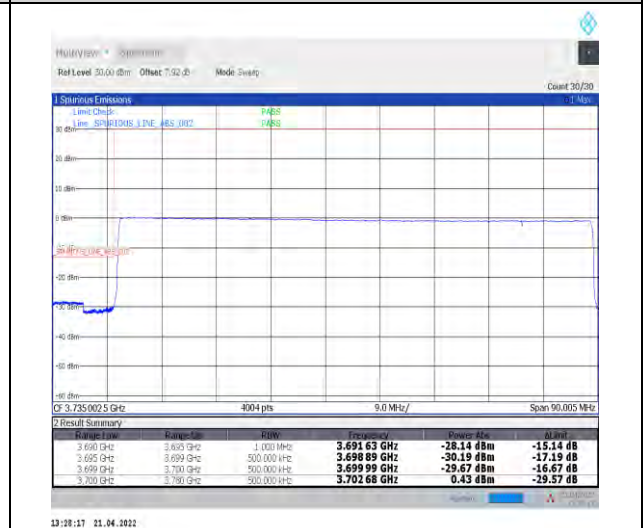 MultiView Spectrum
Ref Level 30.00 dBm Offset 7.92 dB Mode Sweep
Count 30/30
1 Spurious Emissions
Limit Check PASS
Line _SPURIOUS_LINE_ABS_002 PASS
30 dBm
20 dBm
10 dBm
0 dBm
-20 dBm
-30 dBm
-40 dBm
-50 dBm
-60 dBm
CF 3.735 002 5 GHz 4004 pts 9.0 MHz/ Span 90.005 MHz
2 Result Summary
Range Low Range Up RBW Frequency Power Abs ΔLimit
3.690 GHz 3.695 GHz 1.000 MHz 3.691 63 GHz -28.14 dBm -15.14 dB
3.695 GHz 3.699 GHz 500.000 kHz 3.698 89 GHz -30.19 dBm -17.19 dB
3.699 GHz 3.700 GHz 500.000 kHz 3.699 99 GHz -29.67 dBm -16.67 dB
3.700 GHz 3.780 GHz 500.000 kHz 3.702 68 GHz 0.43 dBm -29.57 dB
13:28:17 21.04.2022